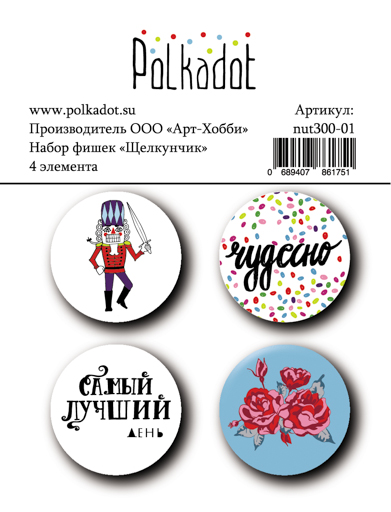 Polkadot
www.polkadot.su
Производитель ООО «Арт-Хобби»
Набор фишек «Щелкунчик»
4 элемента
Артикул:
nut300-01
0 689407 861751
чудесно
самый
лучший
день